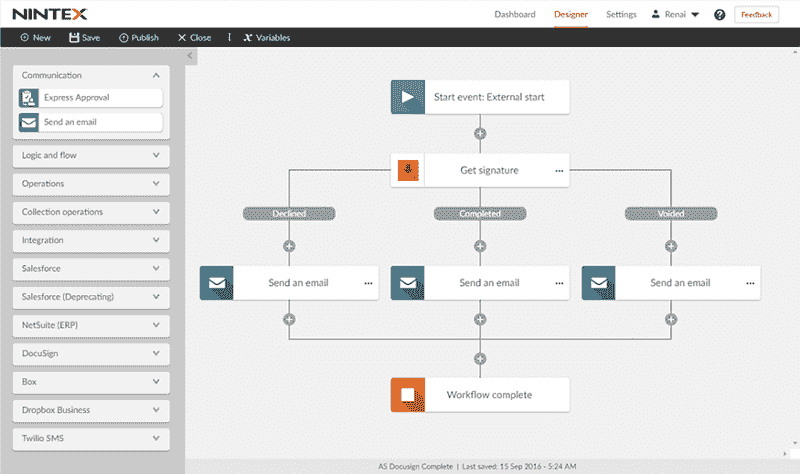 NINTEX Dashboard Designer Settings Renai ? Feedback
New Save Publish Close Variables
Communication
Express Approval
Send an email
Logic and flow
Operations
Collection operations
Integration
Salesforce
Salesforce (Deprecating)
NetSuite (ERP)
DocuSign
Box
Dropbox Business
Twilio SMS
Start event: External start
Get signature
Declined Completed Voided
Send an email Send an email Send an email
Workflow complete
AS Docusign Complete | Last saved: 15 Sep 2016 - 5:24 AM